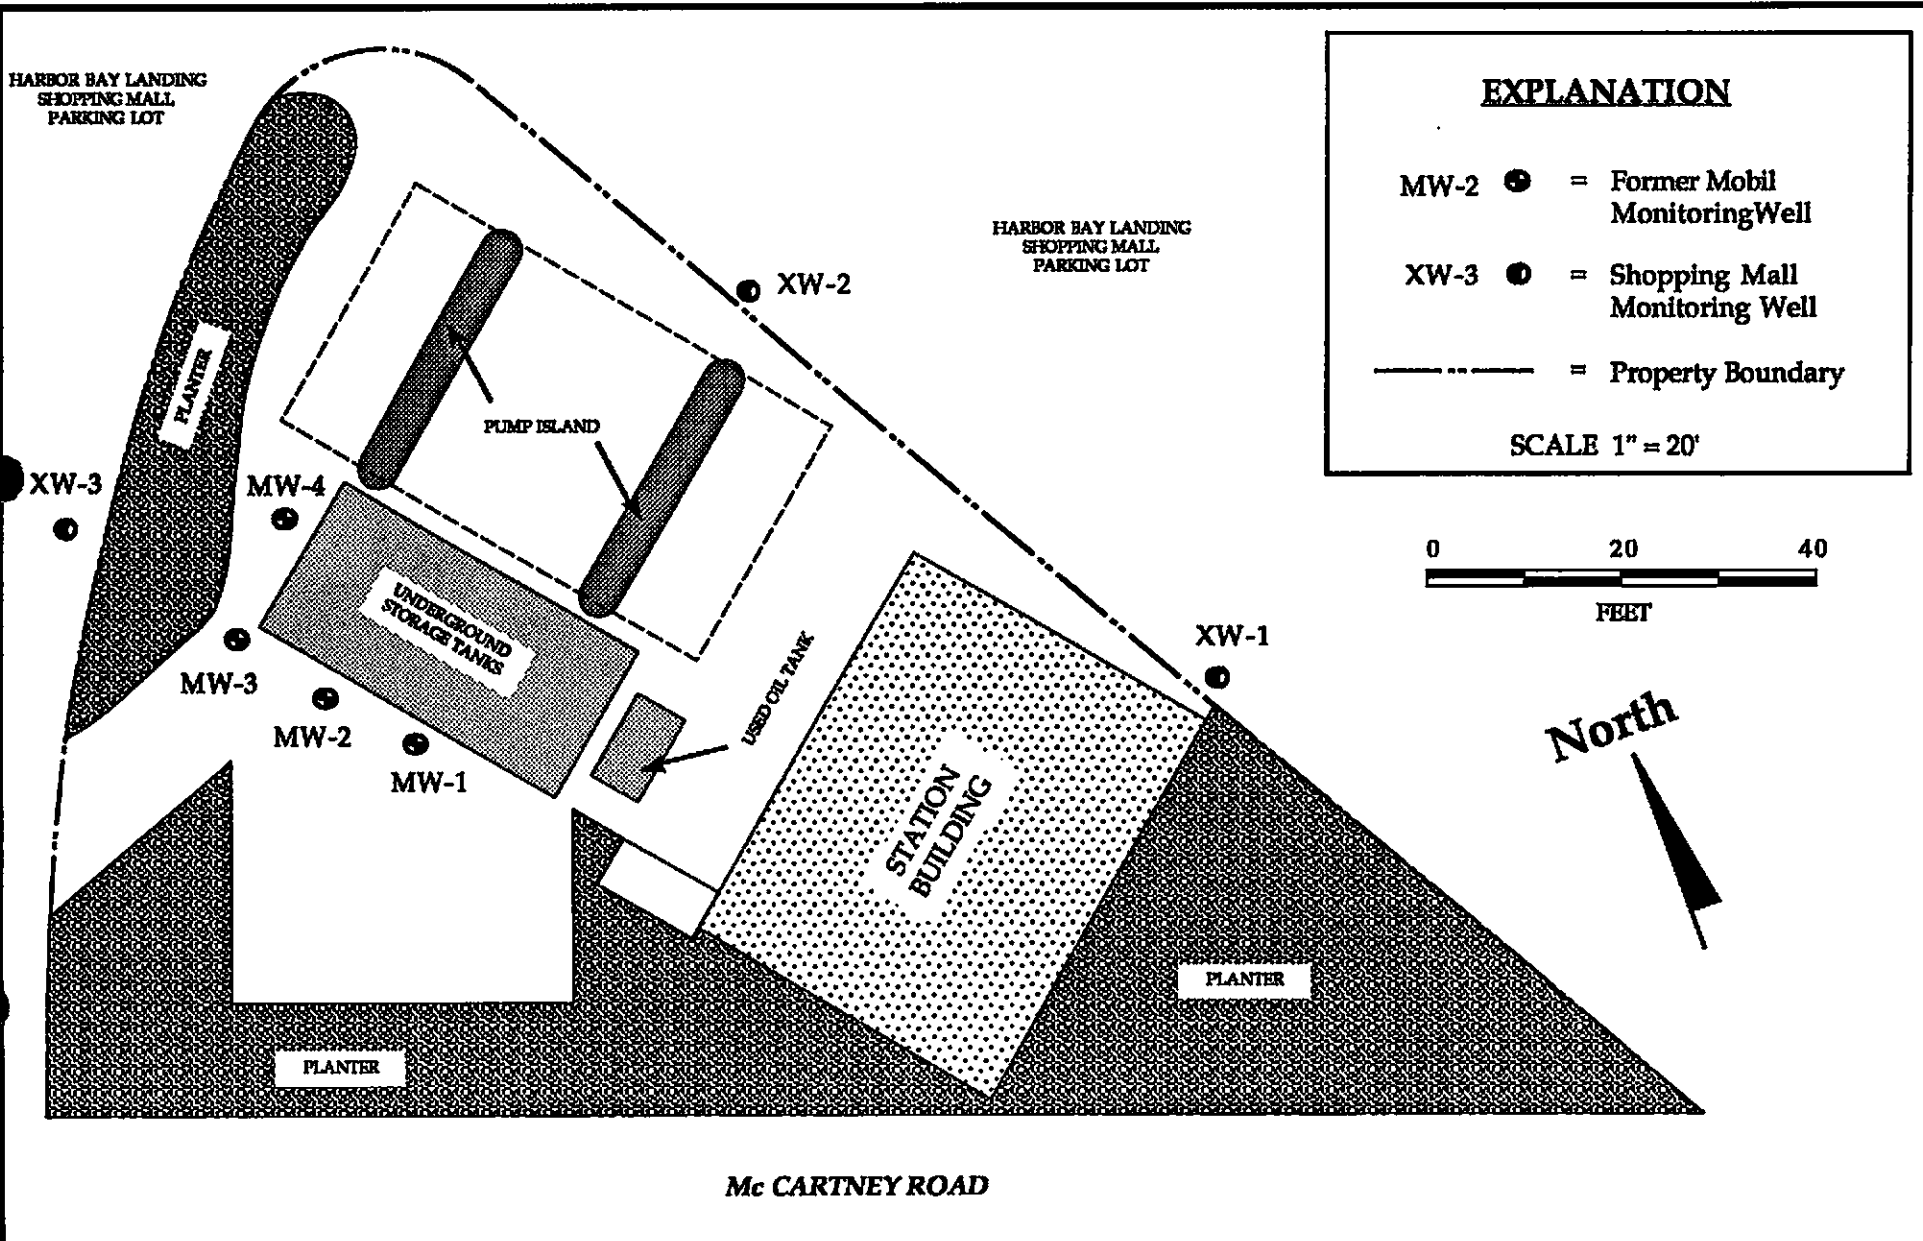 HARBOR BAY LANDING
SHOPPING MALL
PARKING LOT
EXPLANATION
MW-2 = Former Mobil
MonitoringWell
XW-3 = Shopping Mall
Monitoring Well
= Property Boundary
SCALE 1" = 20'
HARBOR BAY LANDING
SHOPPING MALL
PARKING LOT
XW-2
PLANTER
PUMP ISLAND
XW-3
MW-4
0 20 40
FEET
UNDERGROUND
STORAGE TANKS
USED OIL TANK
XW-1
MW-3
MW-2
MW-1
North
STATION
BUILDING
PLANTER
PLANTER
Mc CARTNEY ROAD